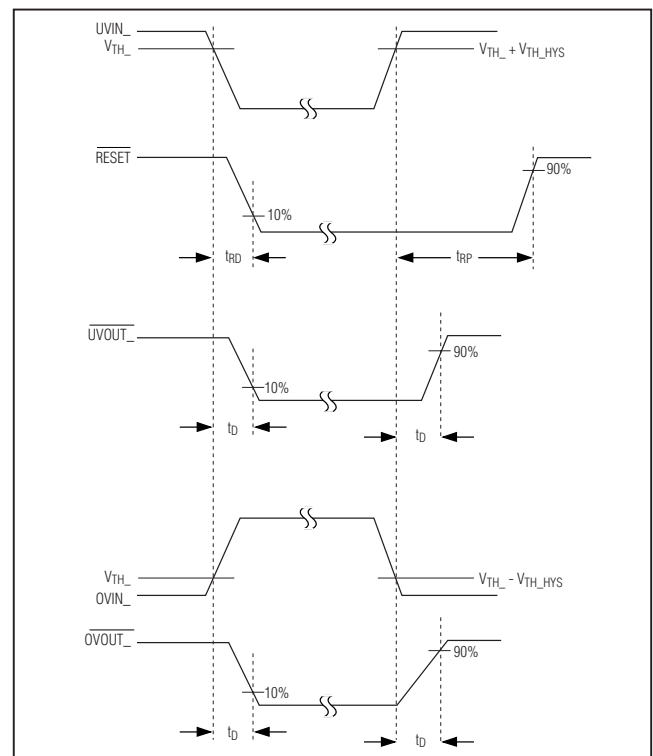 UVIN_
VTH_
VTH_ + VTH_HYS
RESET
90%
10%
tRD
tRP
UVOUT_
90%
10%
tD
tD
VTH_
VTH_ - VTH_HYS
OVIN_
OVOUT_
90%
10%
tD
tD